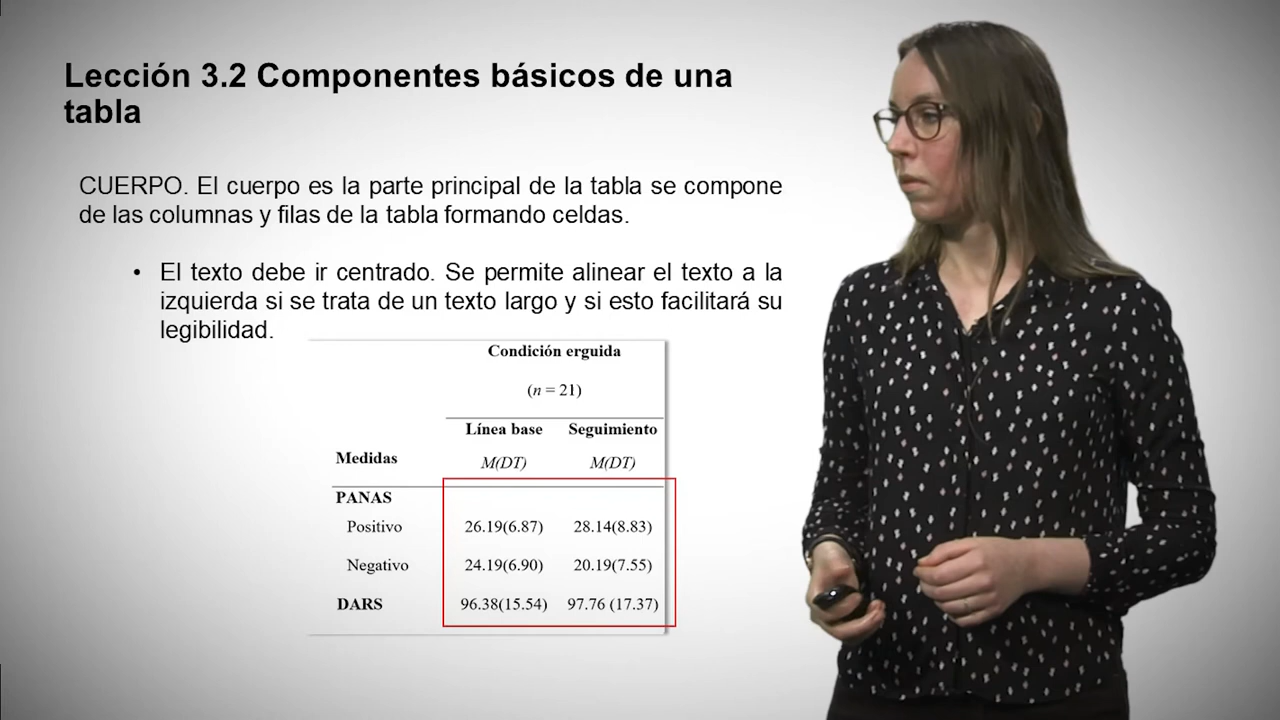 Lección 3.2 Componentes básicos de una
tabla
CUERPO. El cuerpo es la parte principal de la tabla se compone
de las columnas y filas de la tabla formando celdas.
• El texto debe ir centrado. Se permite alinear el texto a la
izquierda si se trata de un texto largo y si esto facilitará su
legibilidad.
Condición erguida
(n = 21)
Línea base Seguimiento
Medidas M(DT) M(DT)
PANAS
Positivo 26.19(6.87) 28.14(8.83)
Negativo 24.19(6.90) 20.19(7.55)
DARS 96.38(15.54) 97.76 (17.37)